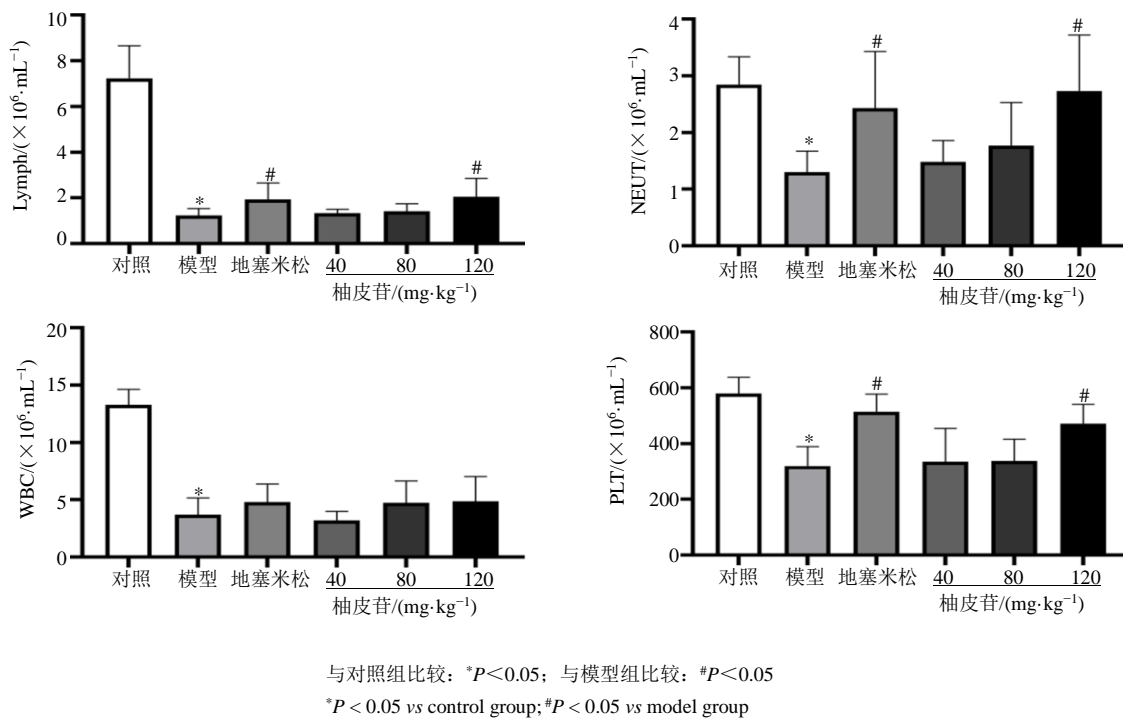 10
8
6
4
2
0
Lymph/(×10⁶·mL⁻¹)
*
#
#
对照 模型 地塞米松 40 80 120
柚皮苷/(mg·kg⁻¹)
4
3
2
1
0
NEUT/(×10⁶·mL⁻¹)
*
#
#
对照 模型 地塞米松 40 80 120
柚皮苷/(mg·kg⁻¹)
20
15
10
5
0
WBC/(×10⁶·mL⁻¹)
*
对照 模型 地塞米松 40 80 120
柚皮苷/(mg·kg⁻¹)
800
600
400
200
0
PLT/(×10⁶·mL⁻¹)
*
#
#
对照 模型 地塞米松 40 80 120
柚皮苷/(mg·kg⁻¹)
与对照组比较：*P＜0.05；与模型组比较：#P＜0.05
*P < 0.05 vs control group; #P < 0.05 vs model group